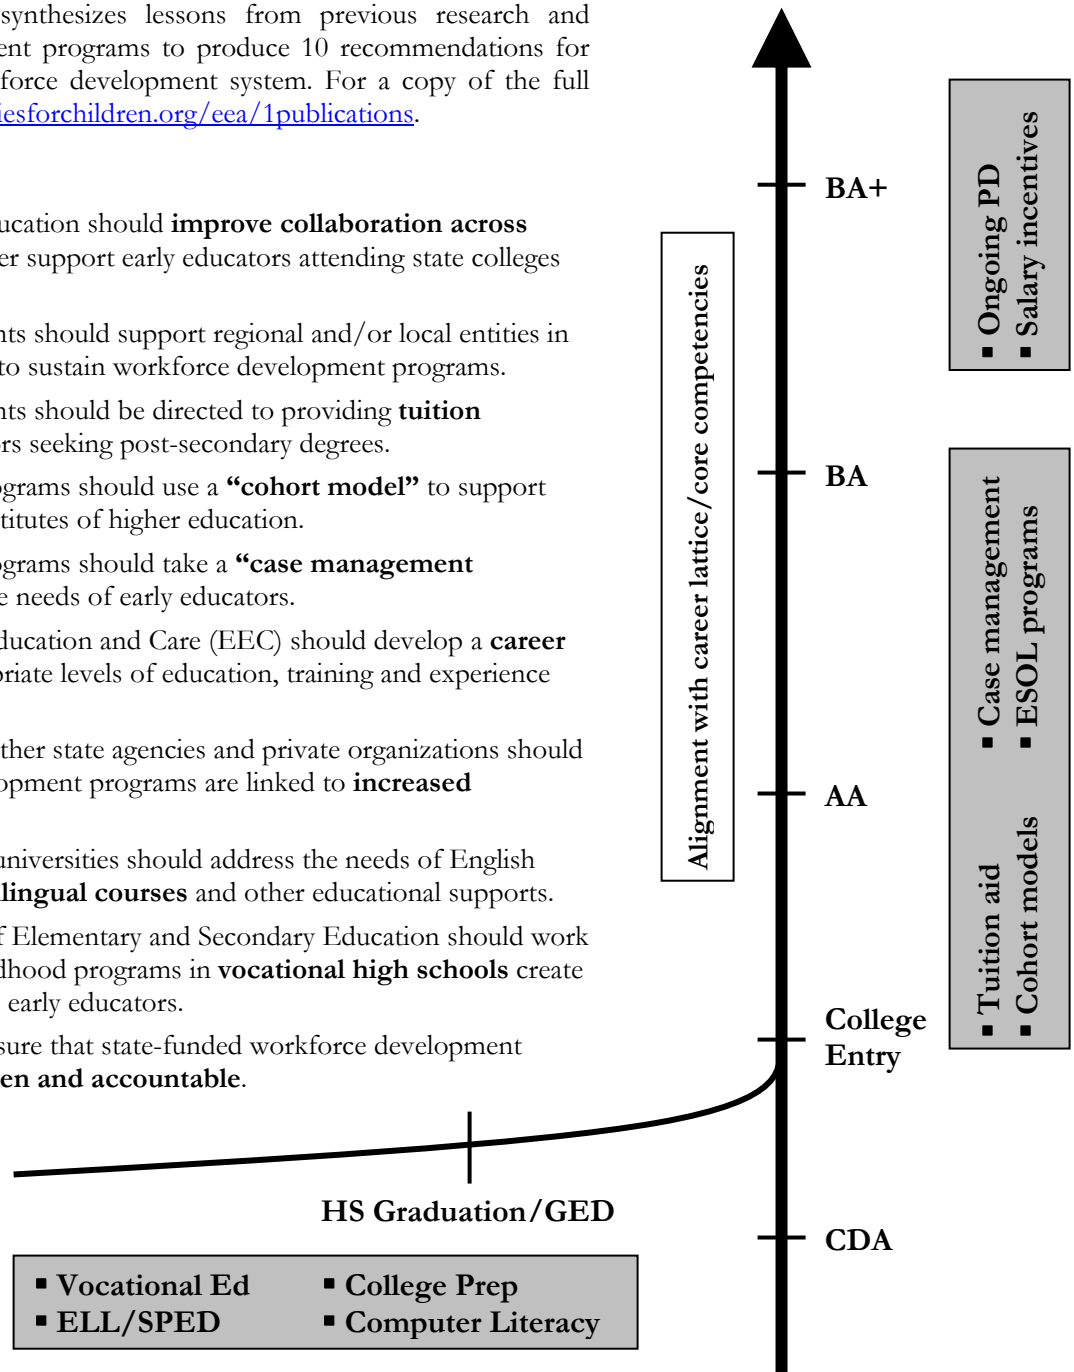 synthesizes lessons from previous research and
ent programs to produce 10 recommendations for
force development system. For a copy of the full
iesforchildren.org/eea/1publications.
ucation should improve collaboration across
er support early educators attending state colleges
nts should support regional and/or local entities in
to sustain workforce development programs.
nts should be directed to providing tuition
ors seeking post-secondary degrees.
ograms should use a “cohort model” to support
titutes of higher education.
ograms should take a “case management
e needs of early educators.
Education and Care (EEC) should develop a career
priate levels of education, training and experience
ther state agencies and private organizations should
opment programs are linked to increased
universities should address the needs of English
lingual courses and other educational supports.
f Elementary and Secondary Education should work
dhood programs in vocational high schools create
early educators.
sure that state-funded workforce development
en and accountable.
HS Graduation/GED
▪ Vocational Ed ▪ College Prep
▪ ELL/SPED ▪ Computer Literacy
Alignment with career lattice/core competencies
BA+
BA
AA
College
Entry
CDA
▪ Ongoing PD
▪ Salary incentives
▪ Tuition aid ▪ Case management
▪ Cohort models ▪ ESOL programs